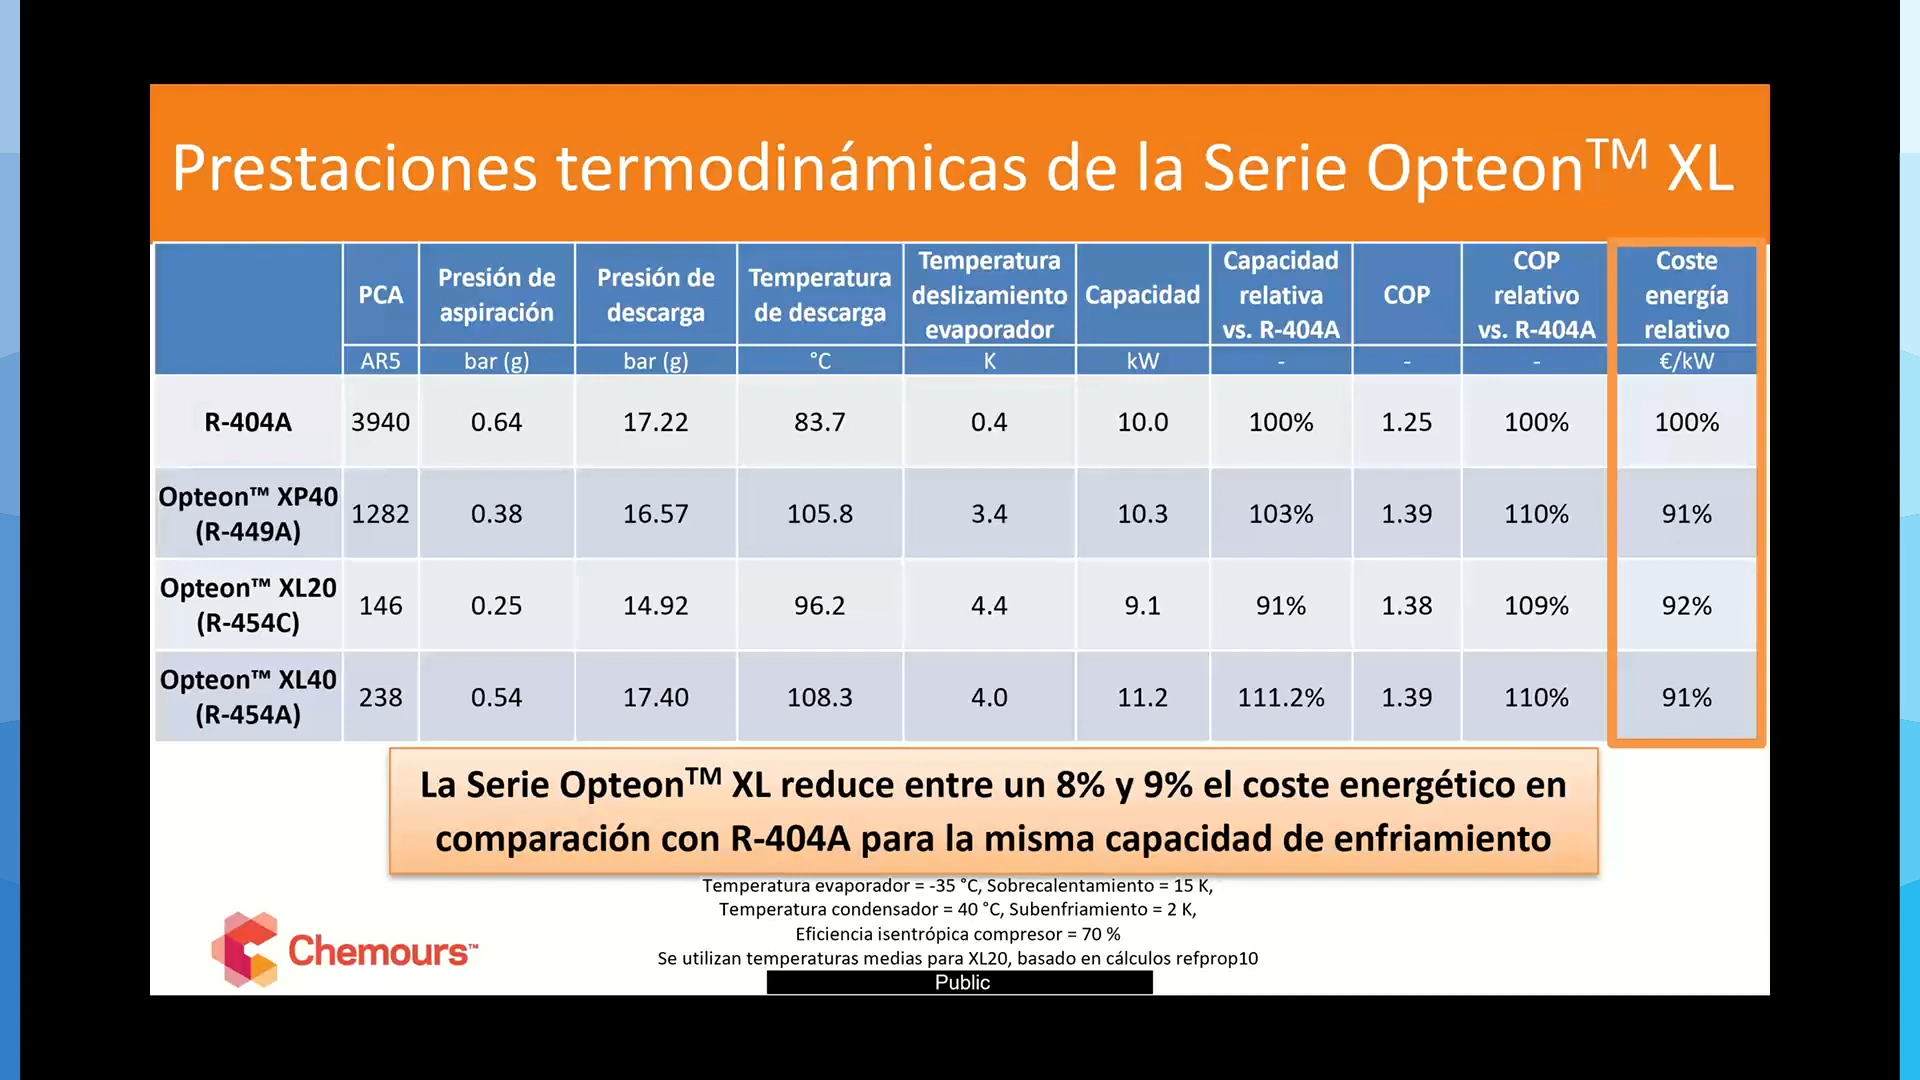 Prestaciones termodinámicas de la Serie Opteon™ XL
PCA
Presión de
aspiración
Presión de
descarga
Temperatura
de descarga
Temperatura
deslizamiento
evaporador
Capacidad
Capacidad
relativa
vs. R-404A
COP
COP
relativo
vs. R-404A
Coste
energía
relativo
AR5 bar (g) bar (g) °C K kW - - - €/kW
R-404A 3940 0.64 17.22 83.7 0.4 10.0 100% 1.25 100% 100%
Opteon™ XP40
(R-449A)
1282 0.38 16.57 105.8 3.4 10.3 103% 1.39 110% 91%
Opteon™ XL20
(R-454C)
146 0.25 14.92 96.2 4.4 9.1 91% 1.38 109% 92%
Opteon™ XL40
(R-454A)
238 0.54 17.40 108.3 4.0 11.2 111.2% 1.39 110% 91%
La Serie Opteon™ XL reduce entre un 8% y 9% el coste energético en
comparación con R-404A para la misma capacidad de enfriamiento
Temperatura evaporador = -35 °C, Sobrecalentamiento = 15 K,
Temperatura condensador = 40 °C, Subenfriamiento = 2 K,
Eficiencia isentrópica compresor = 70 %
Se utilizan temperaturas medias para XL20, basado en cálculos refprop10
Chemours™
Public